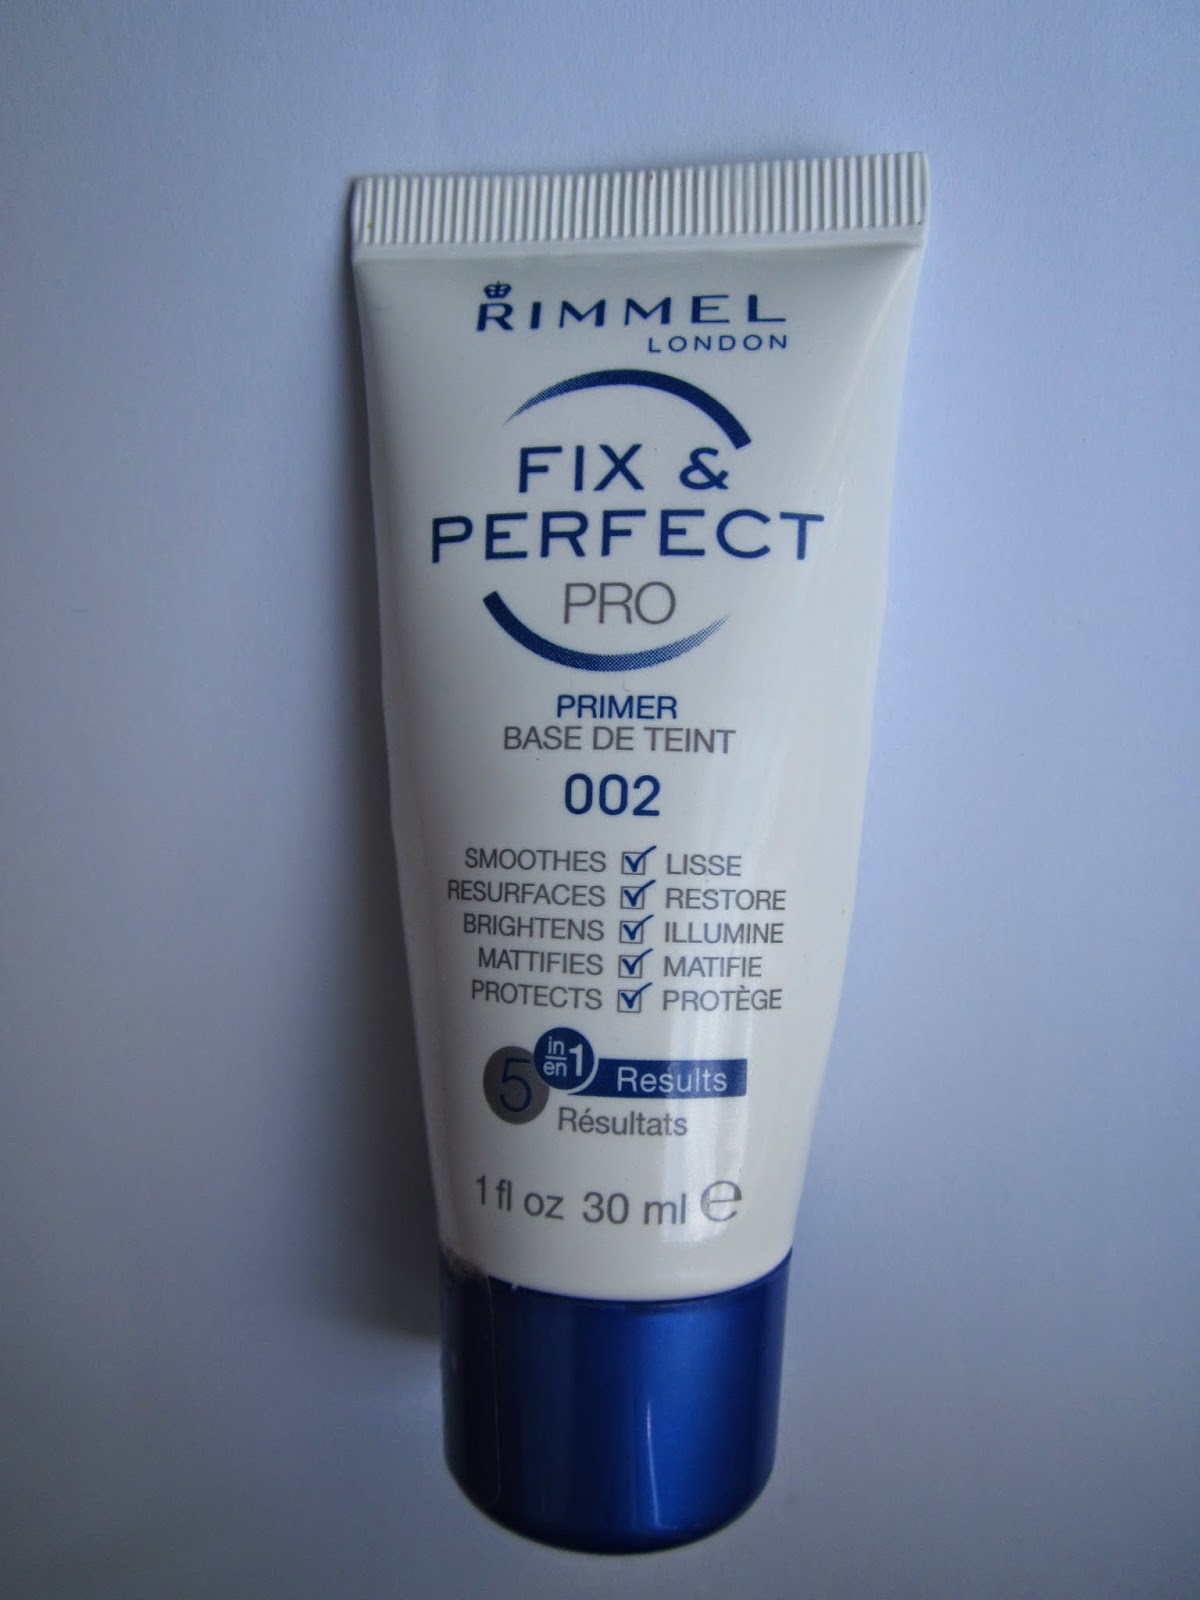 RIMMEL
LONDON
FIX &
PERFECT
PRO
PRIMER
BASE DE TEINT
002
SMOOTHES LISSE
RESURFACES RESTORE
BRIGHTENS ILLUMINE
MATTIFIES MATIFIE
PROTECTS PROTÈGE
5 in/en 1 Results
Résultats
1 fl oz 30 ml e